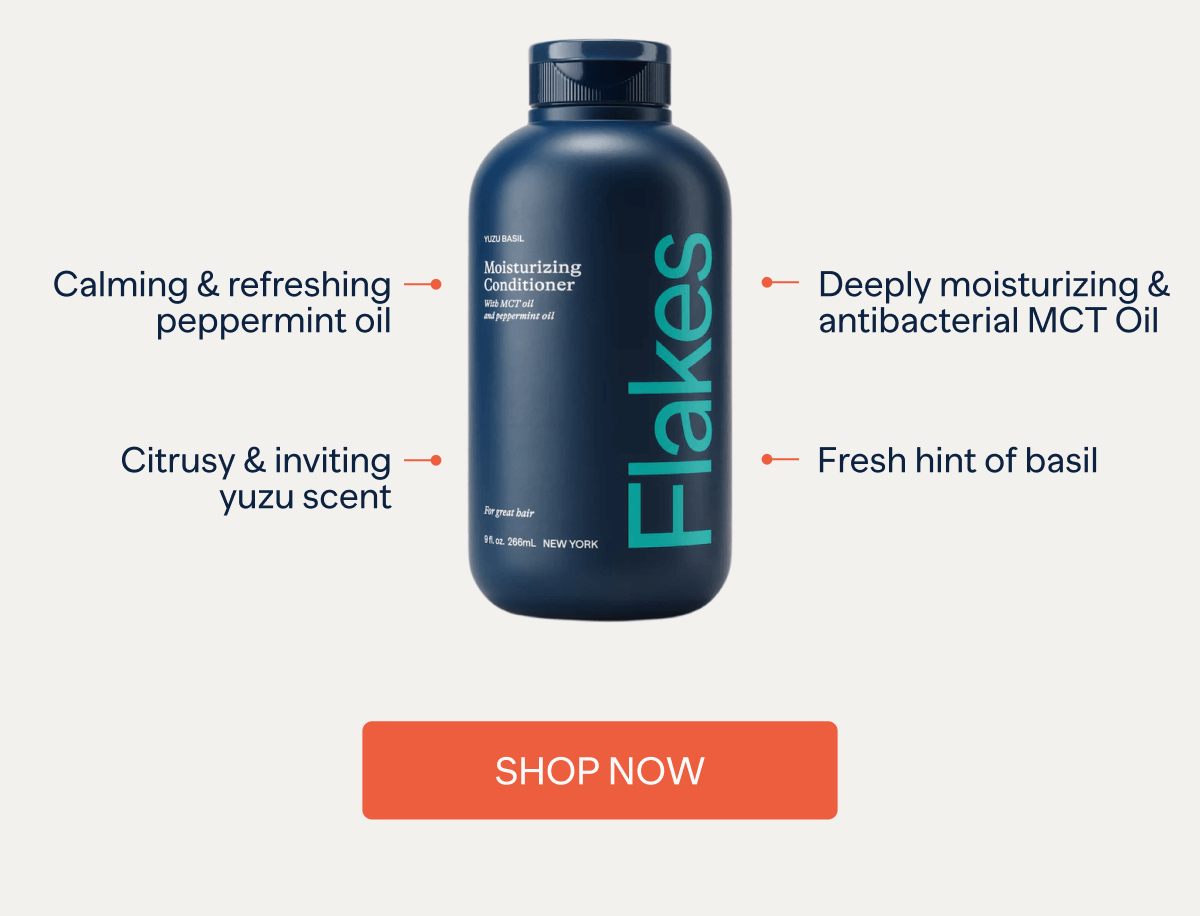 Calming & refreshing
peppermint oil
Citrusy & inviting
yuzu scent
YUZU BASIL
Moisturizing
Conditioner
With MCT oil
and peppermint oil
For great hair
9 fl. oz. 266mL NEW YORK
Flakes
Deeply moisturizing &
antibacterial MCT Oil
Fresh hint of basil
SHOP NOW